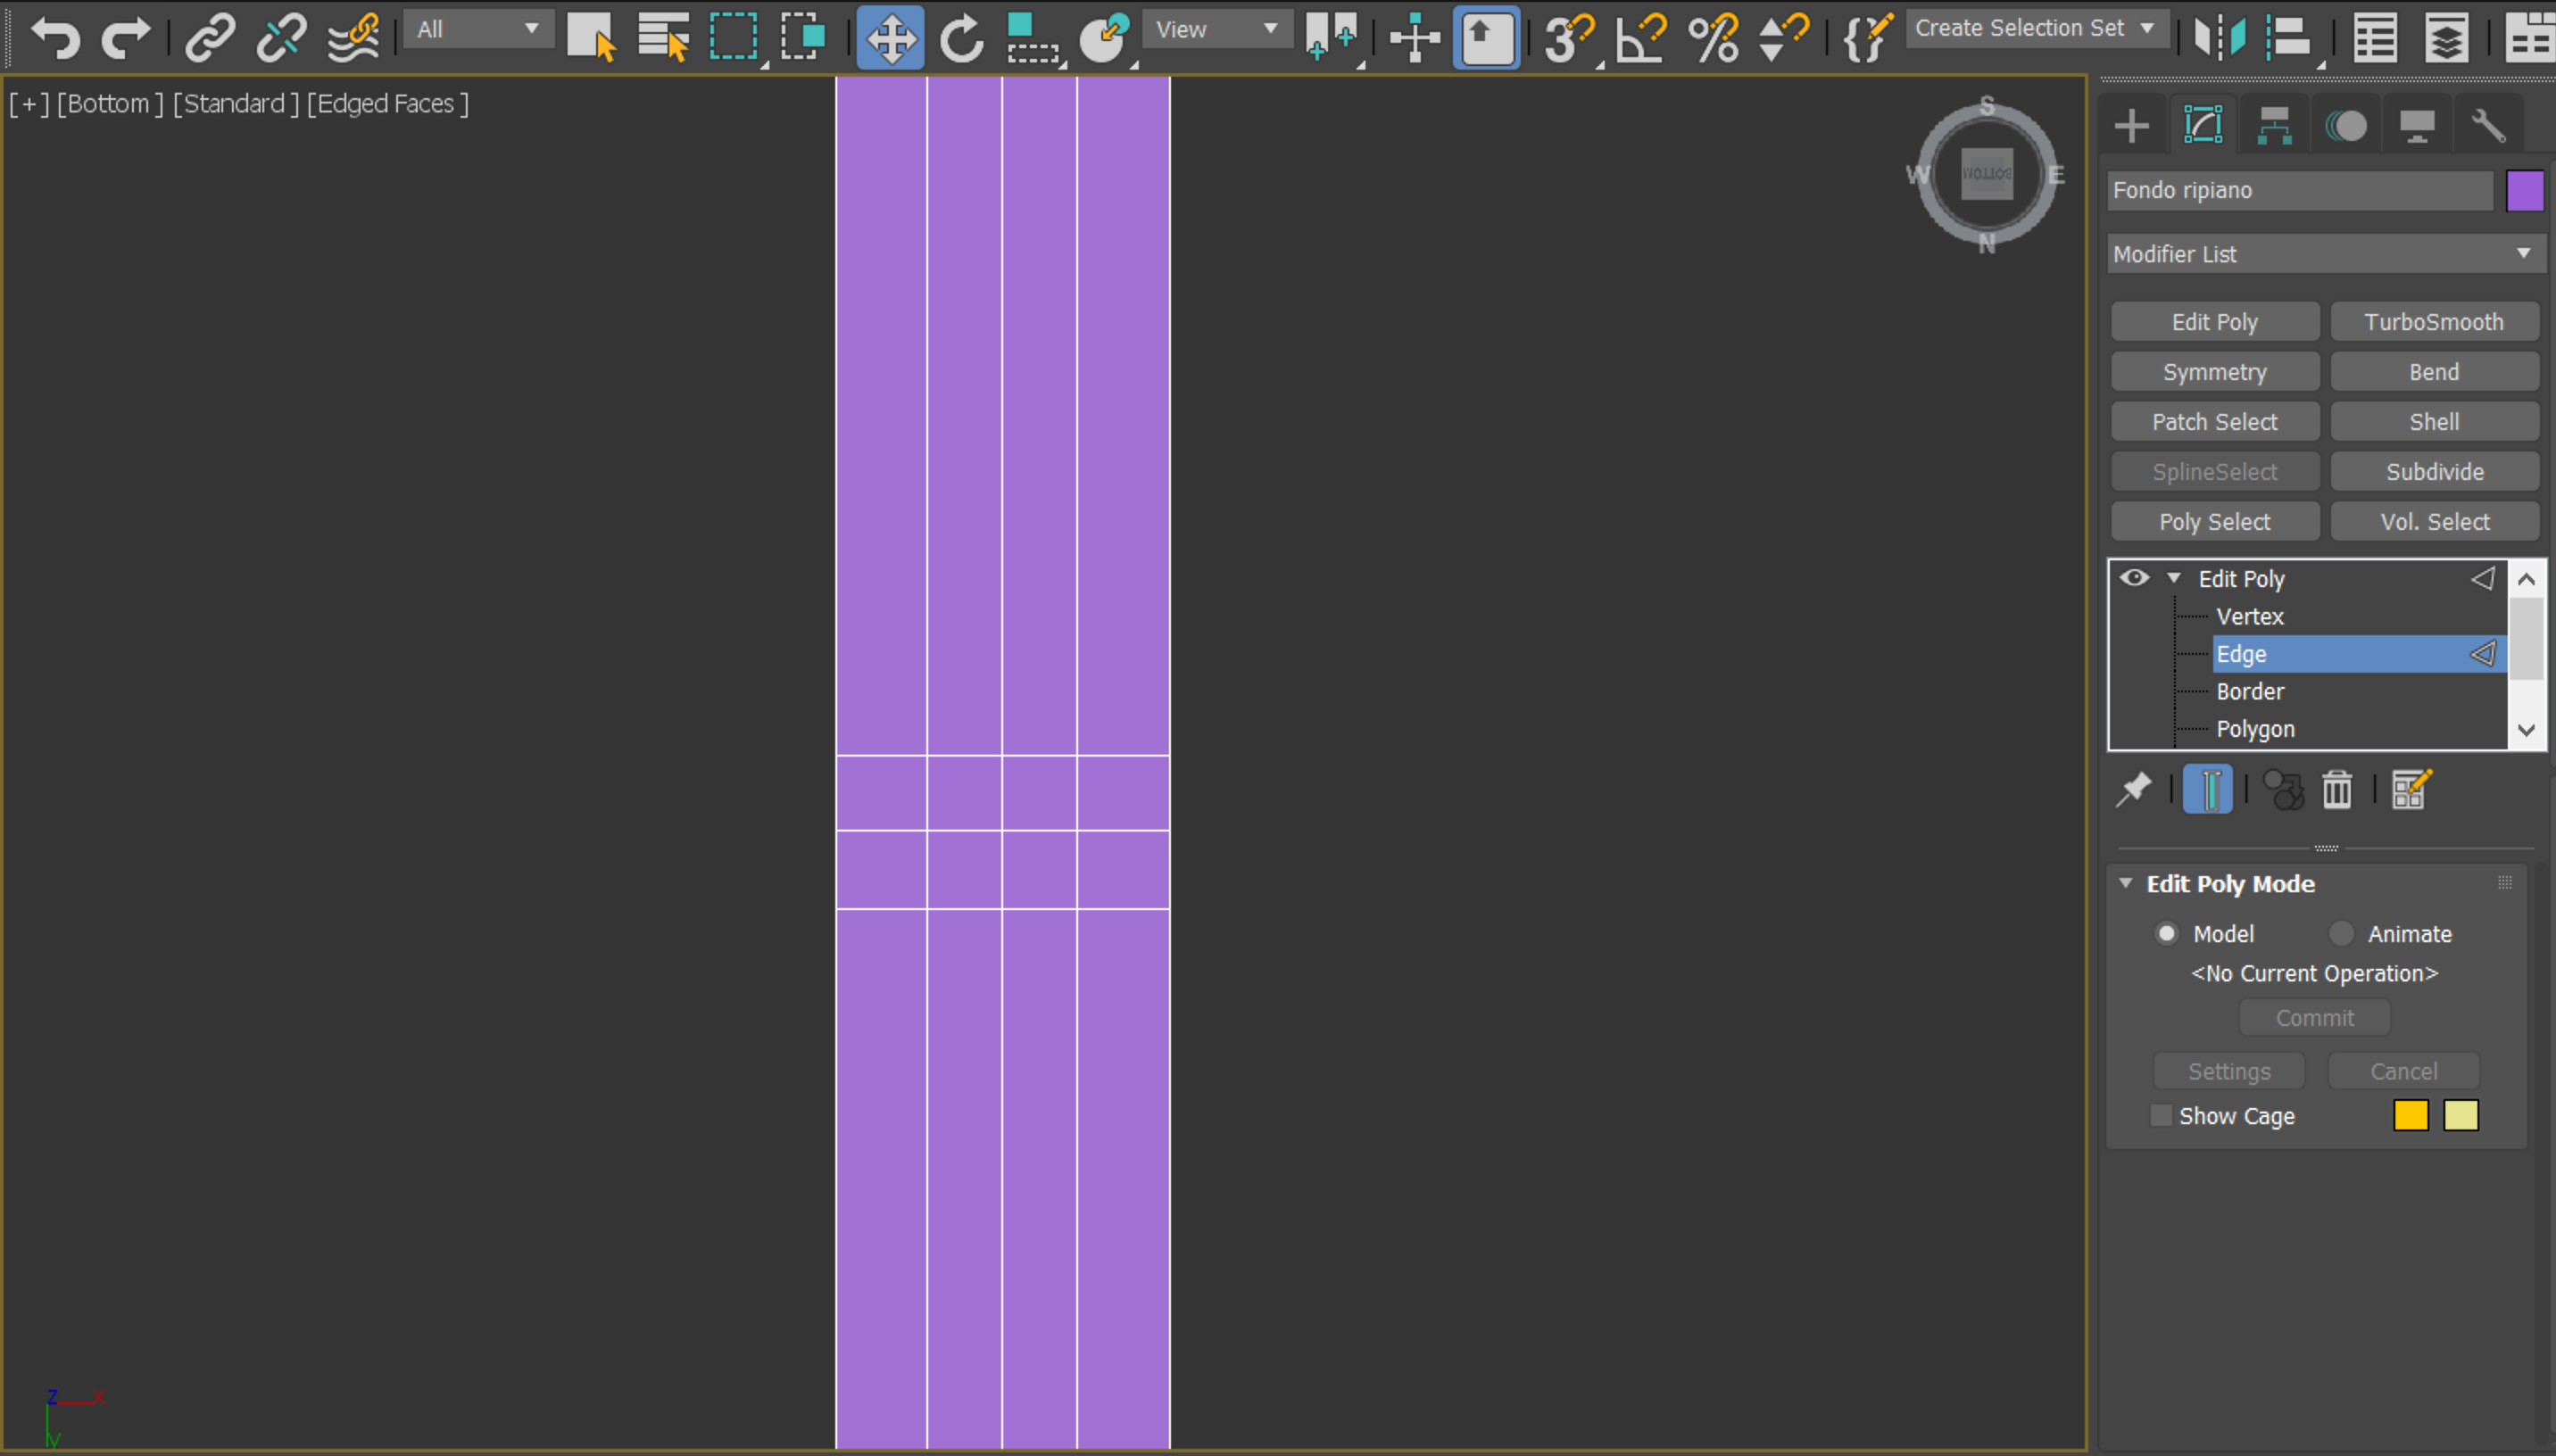 All
View
3
%
Create Selection Set
[+] [Bottom ] [Standard ] [Edged Faces ]
S
W
BOTTOM
E
N
Fondo ripiano
Modifier List
Edit Poly
TurboSmooth
Symmetry
Bend
Patch Select
Shell
SplineSelect
Subdivide
Poly Select
Vol. Select
Edit Poly
Vertex
Edge
Border
Polygon
Edit Poly Mode
Model
Animate
<No Current Operation>
Commit
Settings
Cancel
Show Cage
Z
X
y